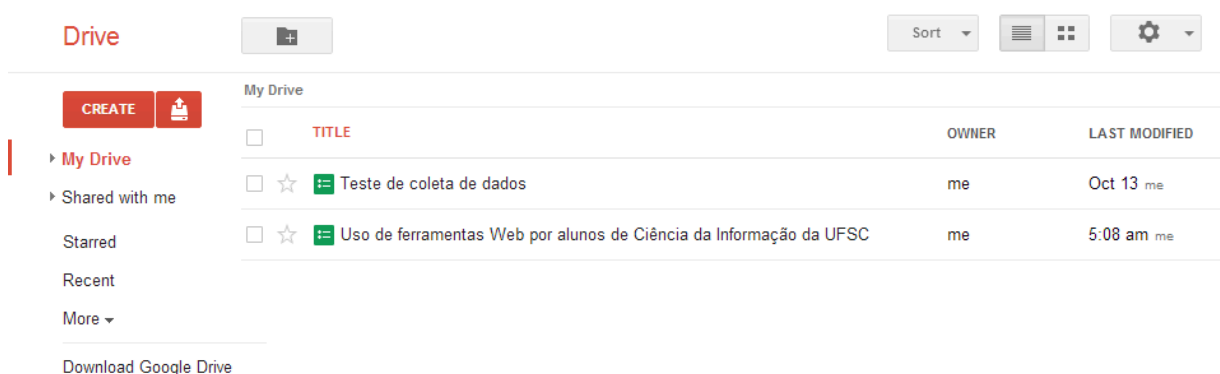 Drive
Sort
CREATE
My Drive
Shared with me
Starred
Recent
More
Download Google Drive
My Drive
TITLE OWNER LAST MODIFIED
Teste de coleta de dados me Oct 13 me
Uso de ferramentas Web por alunos de Ciência da Informação da UFSC me 5:08 am me